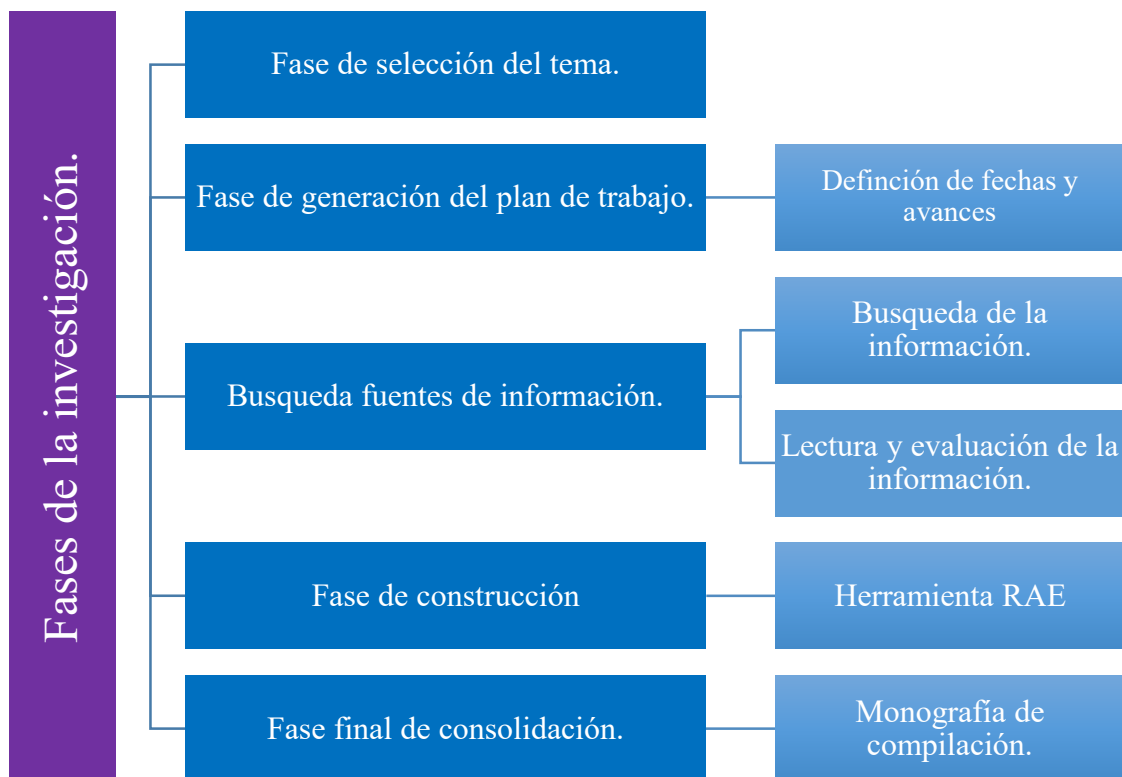 Fases de la investigación.
Fase de selección del tema.
Fase de generación del plan de trabajo.
Definción de fechas y
avances
Busqueda fuentes de información.
Busqueda de la
información.
Lectura y evaluación de la
información.
Fase de construcción
Herramienta RAE
Fase final de consolidación.
Monografía de
compilación.